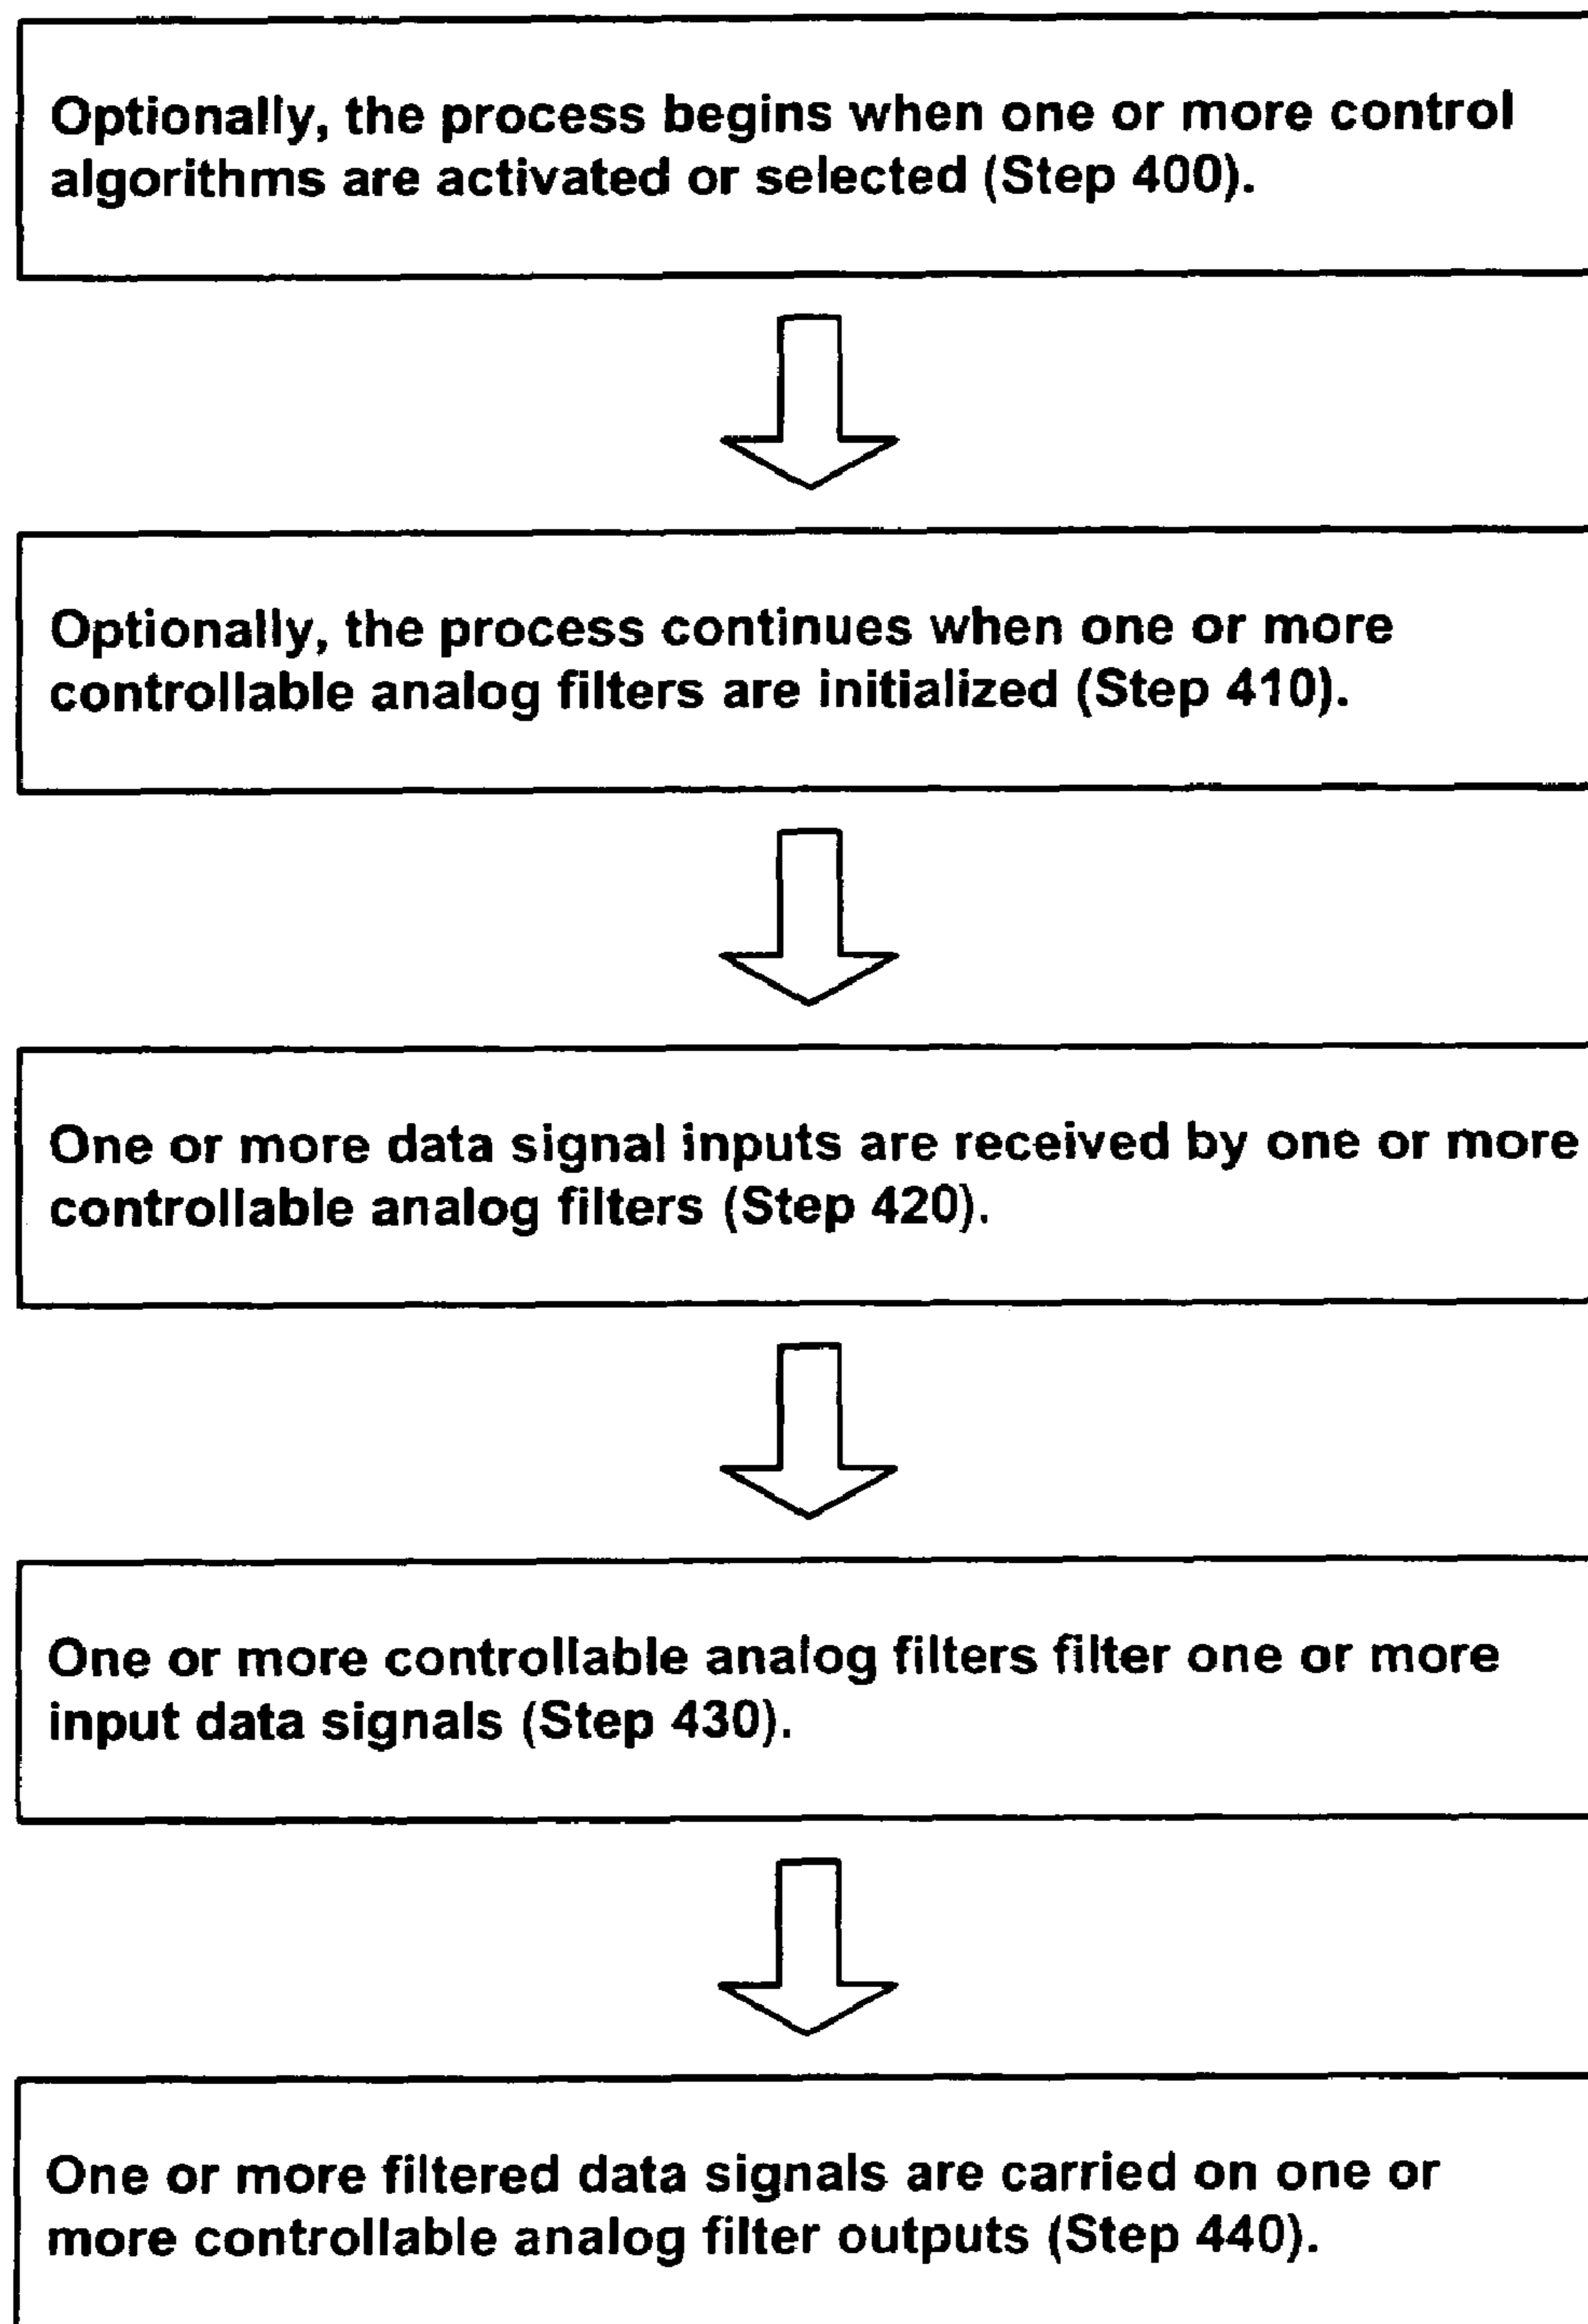 Optionally, the process begins when one or more control
algorithms are activated or selected (Step 400).
Optionally, the process continues when one or more
controllable analog filters are initialized (Step 410).
One or more data signal inputs are received by one or more
controllable analog filters (Step 420).
One or more controllable analog filters filter one or more
input data signals (Step 430).
One or more filtered data signals are carried on one or
more controllable analog filter outputs (Step 440).